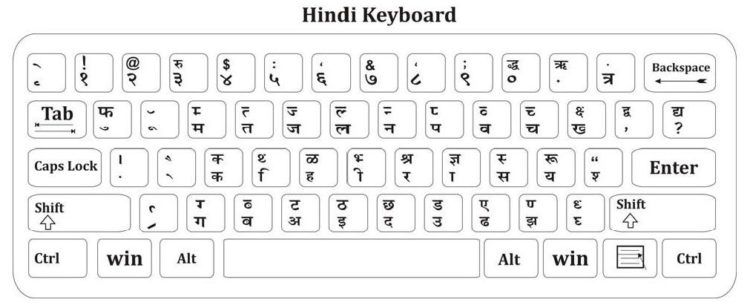 Hindi Keyboard
! @ रु $ : ‘ & ‘ ; द्ध ऋ Backspace
१ २ ३ ४ ५ ६ ७ ८ ९ ० . त्र
Tab फ म् त् ज् ल् न् प् व् च् क्ष् द्व द्य
म त ज ल न प व च ख , ?
Caps Lock । क् थ् ळ भ् श्र ज्ञ स् रू “ Enter
. क ि ह ी र ा स य श्
Shift ग् ब् ट ठ छ ड ए ण् Shift
ग ब अ इ द उ ढ झ
Ctrl win Alt Alt win Ctrl